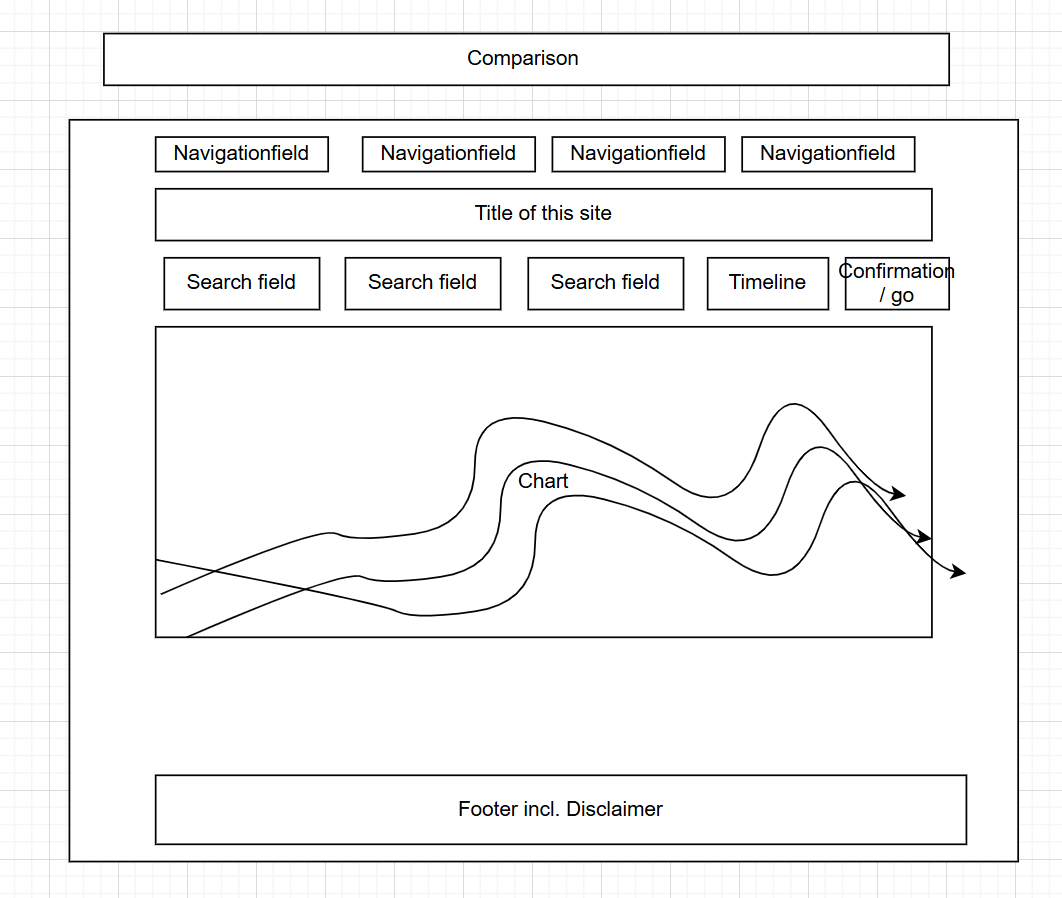 Comparison
Navigationfield Navigationfield Navigationfield Navigationfield
Title of this site
Search field Search field Search field Timeline Confirmation
/ go
Chart
Footer incl. Disclaimer